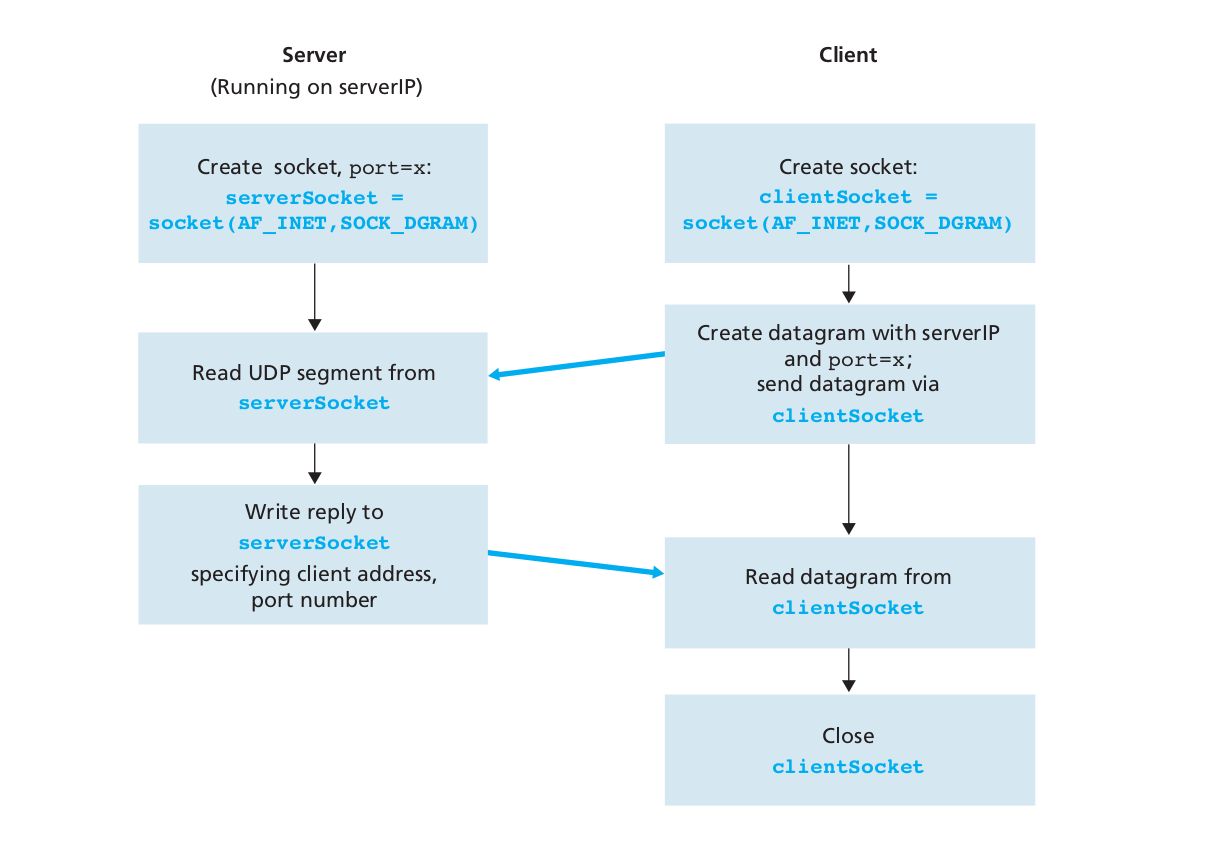 Server
(Running on serverIP)
Create socket, port=x:
serverSocket =
socket(AF_INET,SOCK_DGRAM)
Read UDP segment from
serverSocket
Write reply to
serverSocket
specifying client address,
port number
Client
Create socket:
clientSocket =
socket(AF_INET,SOCK_DGRAM)
Create datagram with serverIP
and port=x;
send datagram via
clientSocket
Read datagram from
clientSocket
Close
clientSocket